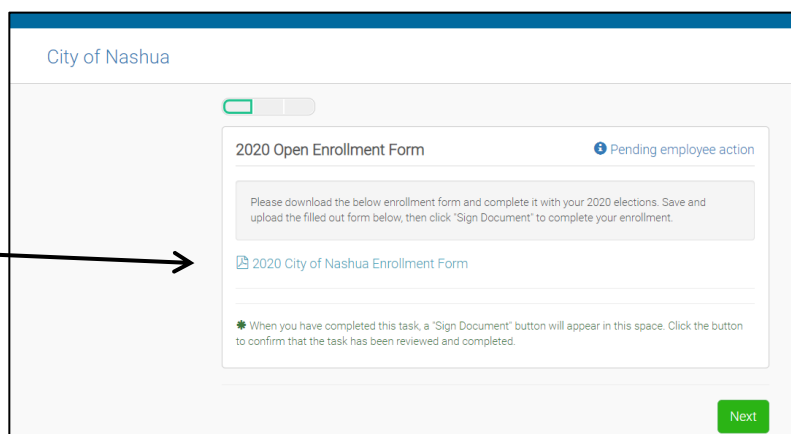 City of Nashua
2020 Open Enrollment Form
Pending employee action
Please download the below enrollment form and complete it with your 2020 elections. Save and
upload the filled out form below, then click "Sign Document" to complete your enrollment.
2020 City of Nashua Enrollment Form
When you have completed this task, a "Sign Document" button will appear in this space. Click the button
to confirm that the task has been reviewed and completed.
Next